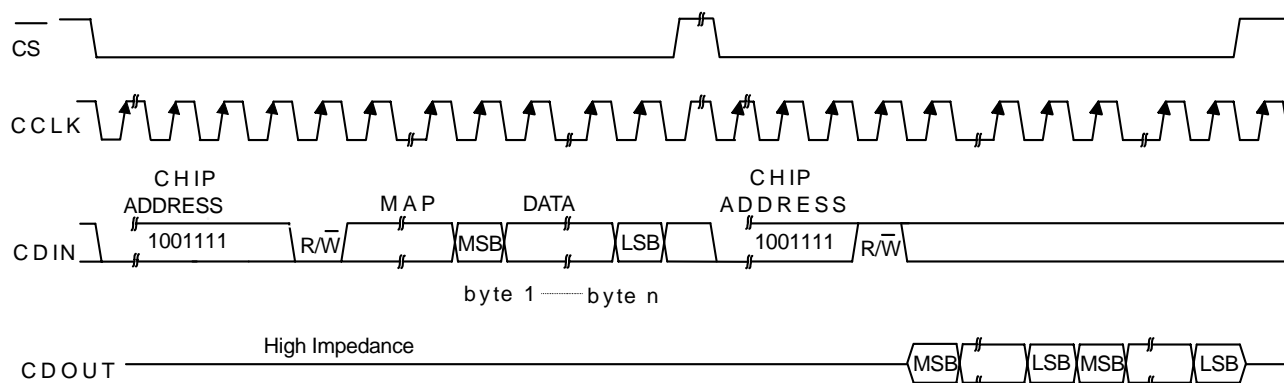 CS
CCLK
CHIP
ADDRESS
MAP
DATA
CHIP
ADDRESS
CDIN
1001111
R/W
MSB
LSB
1001111
R/W
byte 1 byte n
High Impedance
CDOUT
MSB
LSB
MSB
LSB